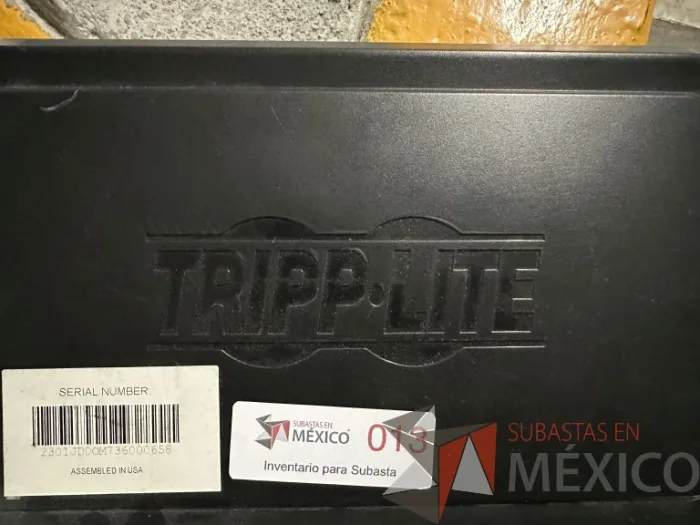 TRIPP·LITE
SERIAL NUMBER:
2301JD0OM736000658
ASSEMBLED IN USA
SUBASTAS EN
MÉXICO 013
Inventario para Subasta
SUBASTAS EN
MÉXICO